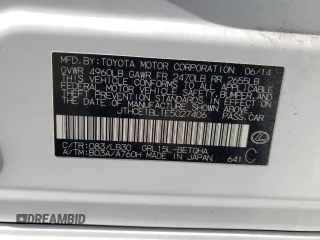 MFD.BY:TOYOTA MOTOR CORPORATION 06/14
GVWR 4960LB GAWR FR 2470LB RR 2655LB
THIS VEHICLE CONFORMS TO ALL APPLICABLE
FEDERAL MOTOR VEHICLE SAFETY, BUMPER, AND
THEFT PREVENTION STANDARDS IN EFFECT ON
THE DATE OF MANUFACTURE SHOWN ABOVE.
JTHCE1BL1E5027406 PASS. CAR
C/TR: 083/LB30 GRL15L-BETQHA
A/TM: B03A/A760H MADE IN JAPAN 641 C
© AUTOBIDHISTORY.COM